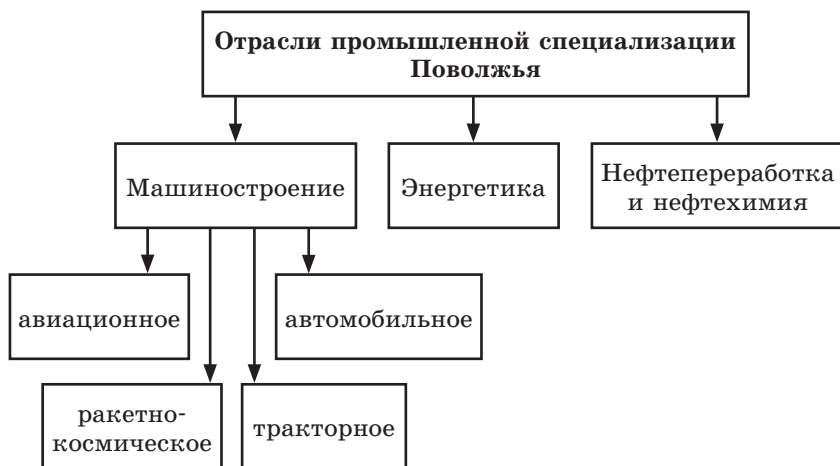 Отрасли промышленной специализации
Поволжья
Машиностроение
Энергетика
Нефтепереработка
и нефтехимия
авиационное
автомобильное
ракетно-
космическое
тракторное